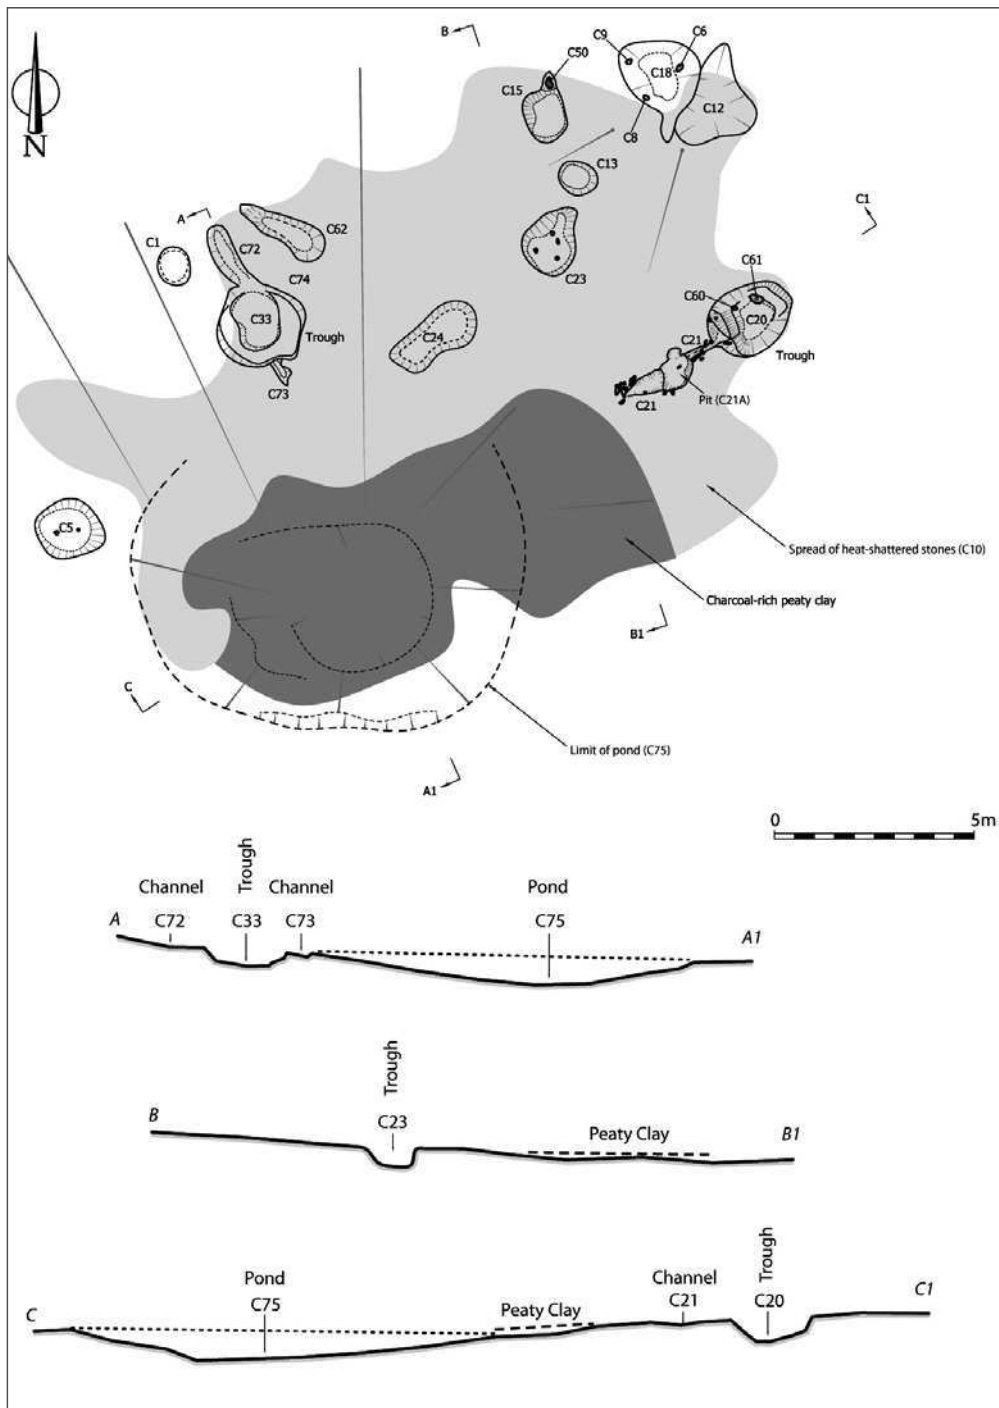 B
C50
C9
C6
C18
C15
C12
C8
N
C13
C1
A
C62
C72
C1
C74
C23
C61
C60
C20
C33
C24
Trough
C21
Trough
C73
C21
Pit (C21A)
C5
Spread of heat-shattered stones (C10)
Charcoal-rich peaty clay
B1
C
Limit of pond (C75)
A1
0 5m
Trough
Channel Channel Pond
A C72 C33 C73 C75 A1
Trough
B C23 Peaty Clay B1
Trough
Pond Channel
C C75 Peaty Clay C21 C20 C1